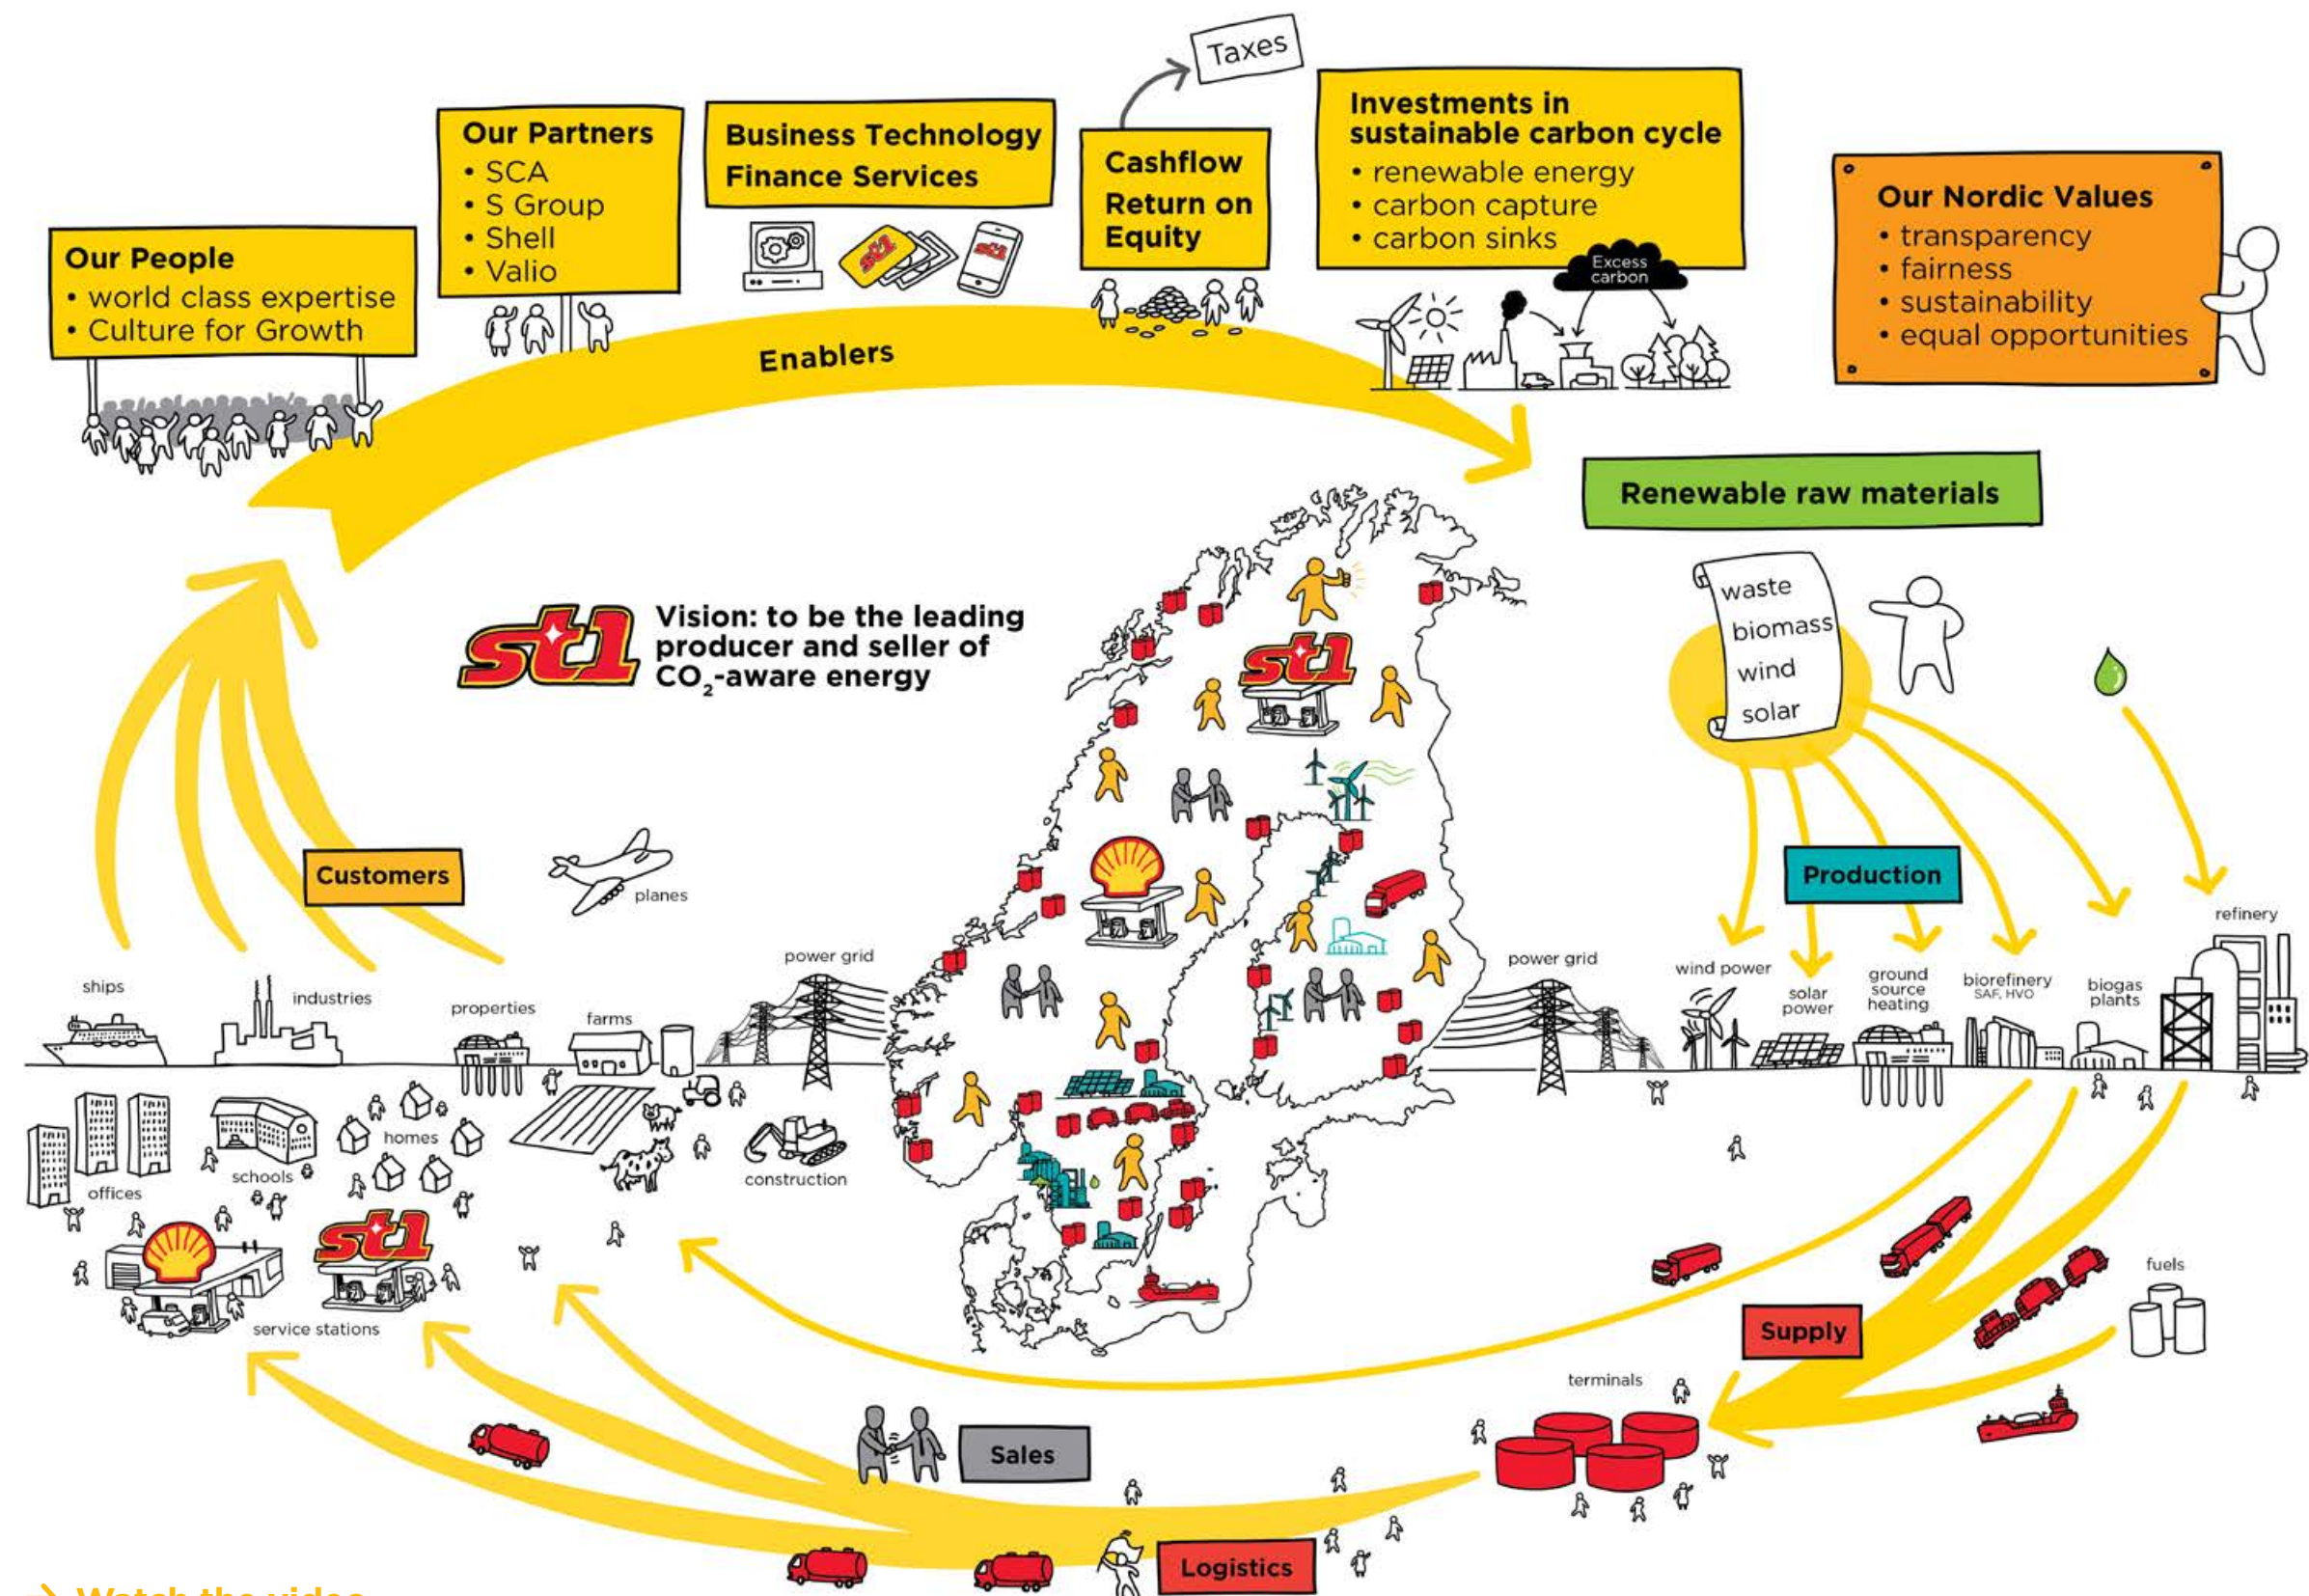 Taxes
Our People
• world class expertise
• Culture for Growth
Our Partners
• SCA
• S Group
• Shell
• Valio
Business Technology
Finance Services
st1
st1
Cashflow
Return on
Equity
Investments in
sustainable carbon cycle
• renewable energy
• carbon capture
• carbon sinks
Excess
carbon
Our Nordic Values
• transparency
• fairness
• sustainability
• equal opportunities
Enablers
Renewable raw materials
waste
biomass
wind
solar
st1
Vision: to be the leading
producer and seller of
CO₂-aware energy
st1
Customers
planes
Production
ships
industries
properties
farms
power grid
power grid
wind power
solar
power
ground
source
heating
biorefinery
SAF, HVO
biogas
plants
refinery
offices
schools
homes
construction
st1
service stations
fuels
Supply
terminals
Sales
Logistics
→ Watch the video